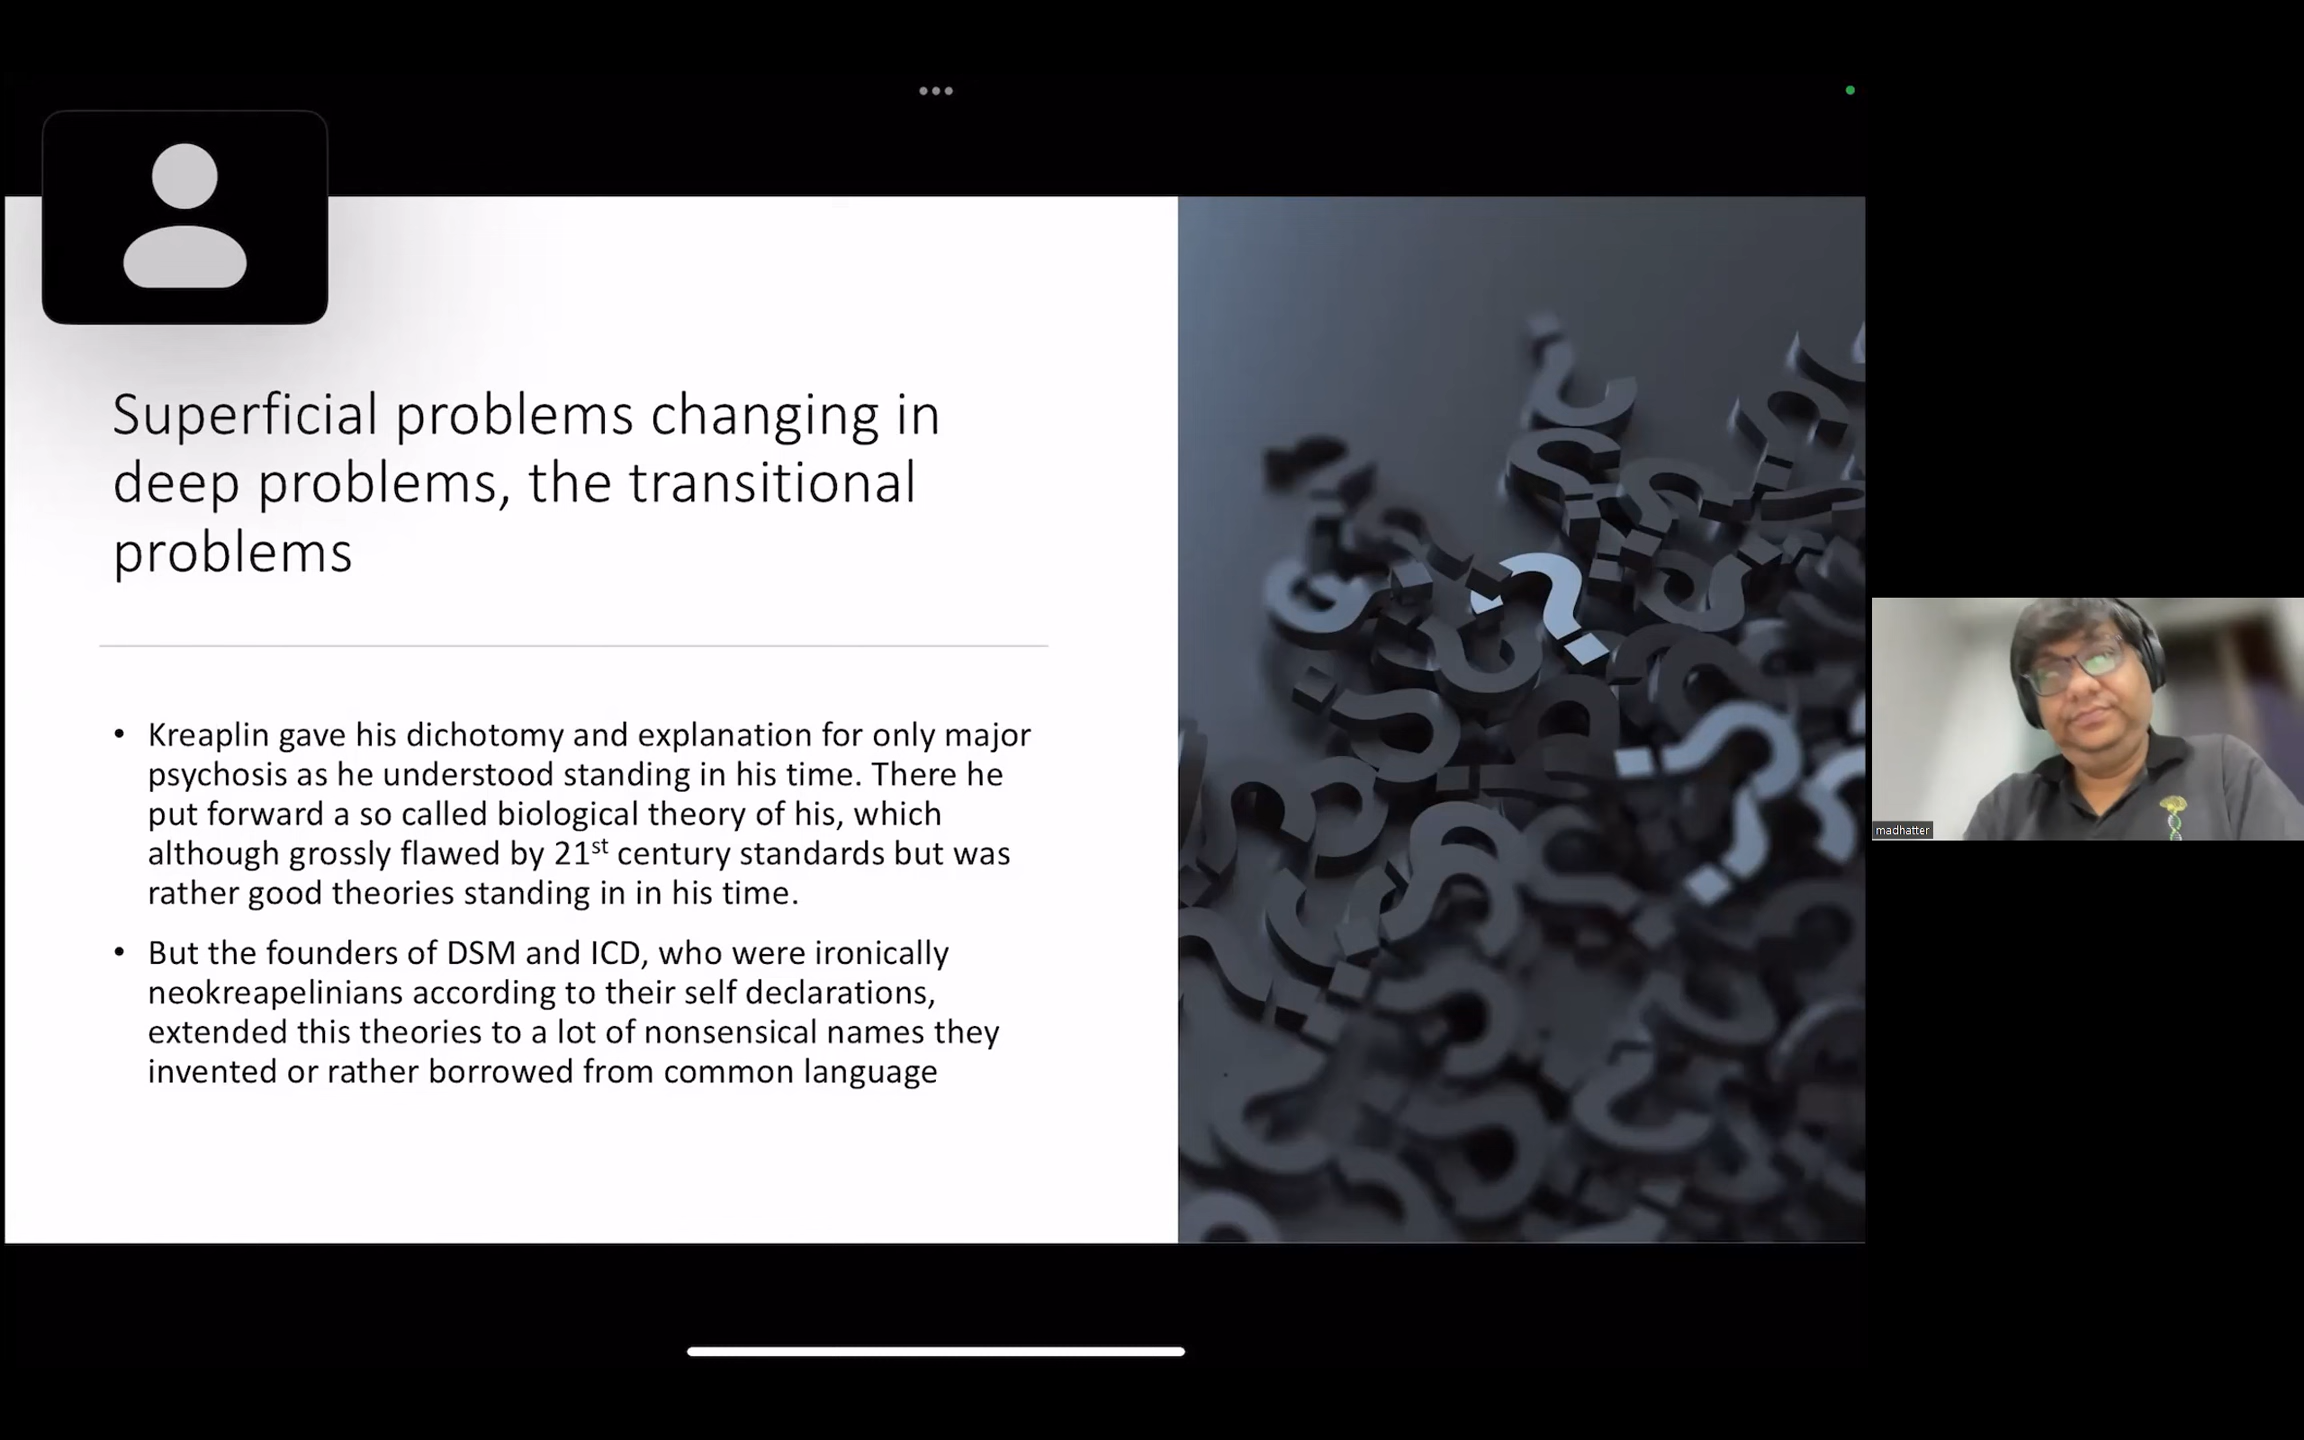 Superficial problems changing in
deep problems, the transitional
problems
• Kreaplin gave his dichotomy and explanation for only major
psychosis as he understood standing in his time. There he
put forward a so called biological theory of his, which
although grossly flawed by 21st century standards but was
rather good theories standing in in his time.
• But the founders of DSM and ICD, who were ironically
neokreapelinians according to their self declarations,
extended this theories to a lot of nonsensical names they
invented or rather borrowed from common language
madhatter